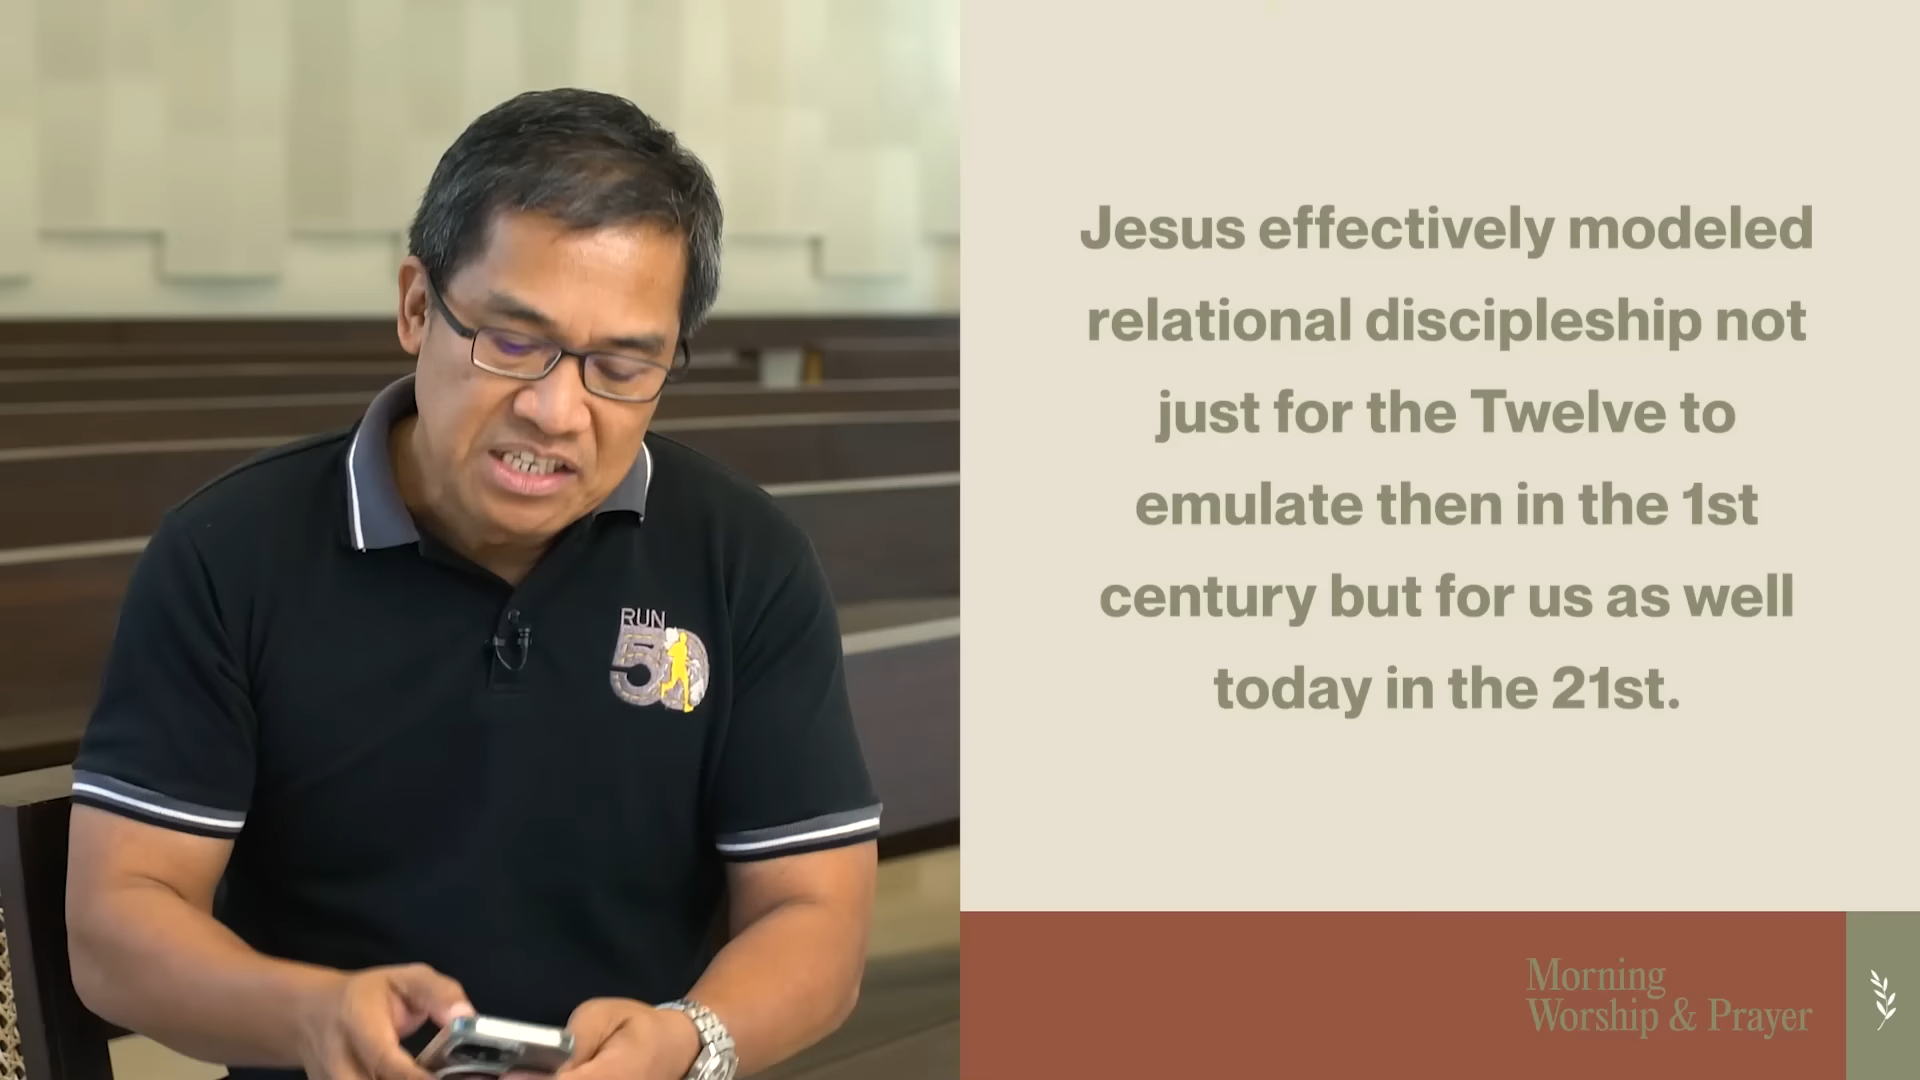 Jesus effectively modeled
relational discipleship not
just for the Twelve to
emulate then in the 1st
century but for us as well
today in the 21st.
RUN
50
Morning
Worship & Prayer